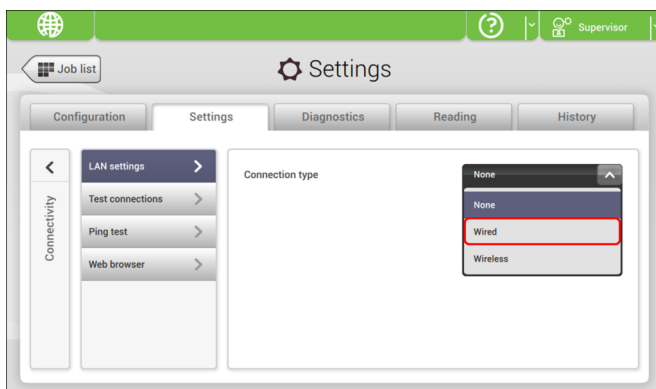 Supervisor
Job list
Settings
Configuration
Settings
Diagnostics
Reading
History
Connectivity
LAN settings
Test connections
Ping test
Web browser
Connection type
None
None
Wired
Wireless